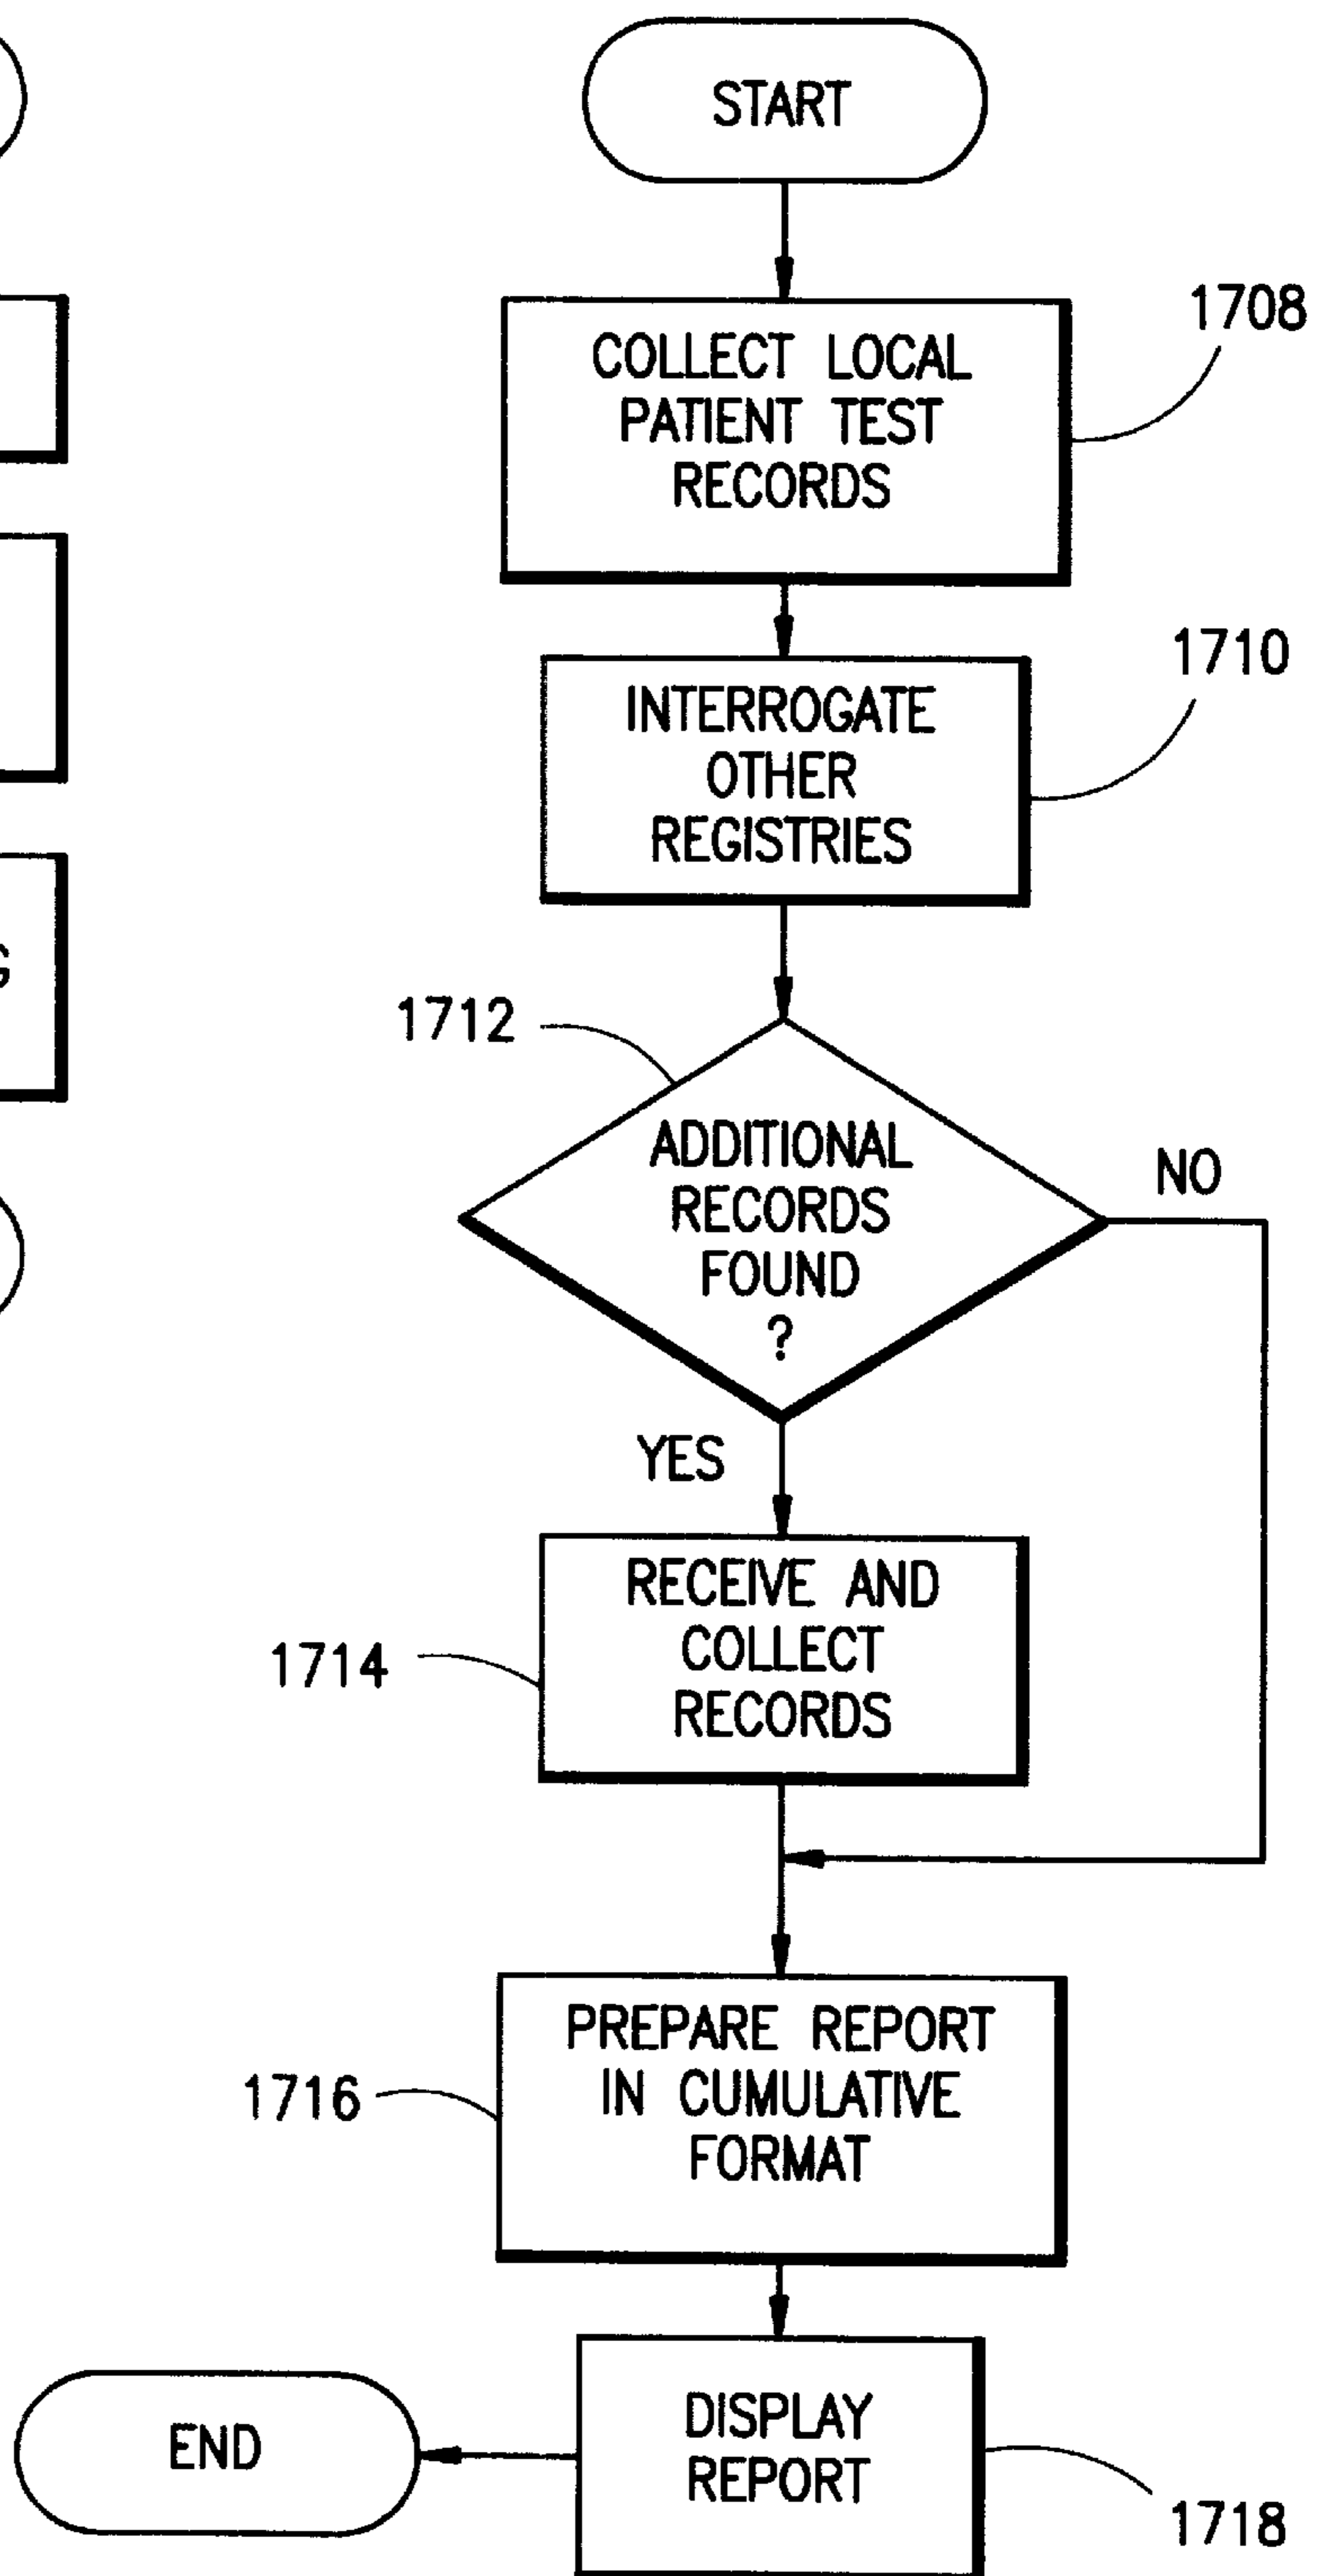 START
COLLECT LOCAL
PATIENT TEST
RECORDS
1708
INTERROGATE
OTHER
REGISTRIES
1710
G
1712
ADDITIONAL
RECORDS
FOUND
?
NO
YES
RECEIVE AND
COLLECT
RECORDS
1714
PREPARE REPORT
IN CUMULATIVE
FORMAT
1716
DISPLAY
REPORT
END
1718